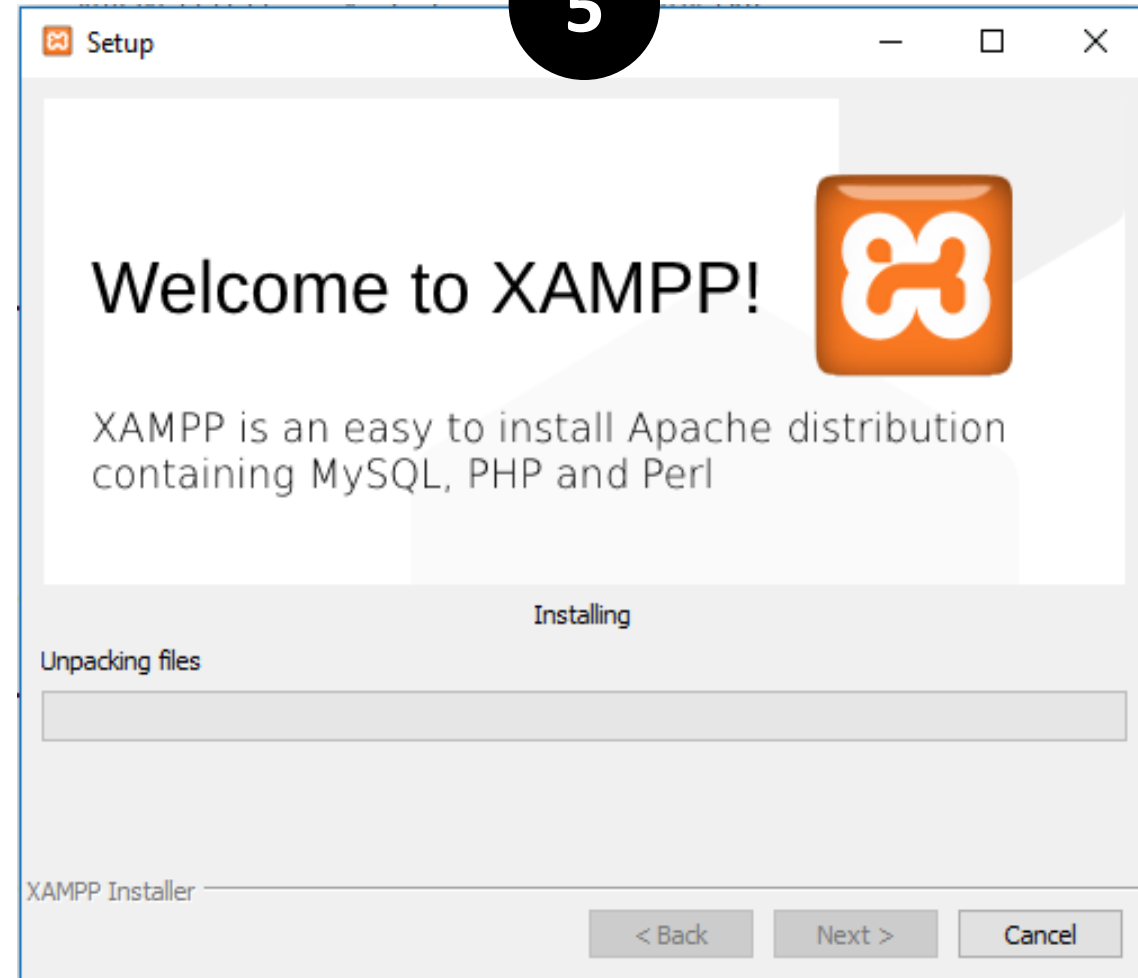 5
Setup
Welcome to XAMPP!
XAMPP is an easy to install Apache distribution
containing MySQL, PHP and Perl
Installing
Unpacking files
XAMPP Installer
< Back
Next >
Cancel